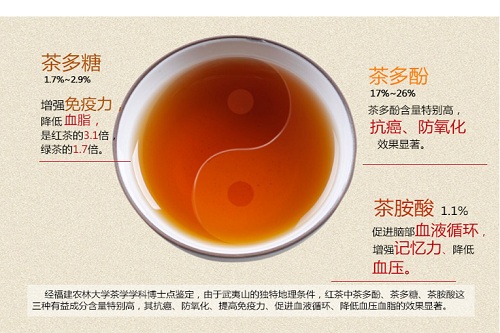 茶多糖
1.7%~2.9%
增强免疫力,
降低血脂,
是红茶的3.1倍,
绿茶的1.7倍。
茶多酚
17%~26%
茶多酚含量特别高,
抗癌、防氧化
效果显著。
茶胺酸 1.1%
促进脑部血液循环,
增强记忆力、降低
血压。
经福建农林大学茶学学科博士点鉴定,由于武夷山的独特地理条件,红茶中茶多酚、茶多糖、茶胺酸这
三种有益成分含量特别高,其抗癌、防氧化、提高免疫力、促进血液循环、降低血压血脂的效果显著。